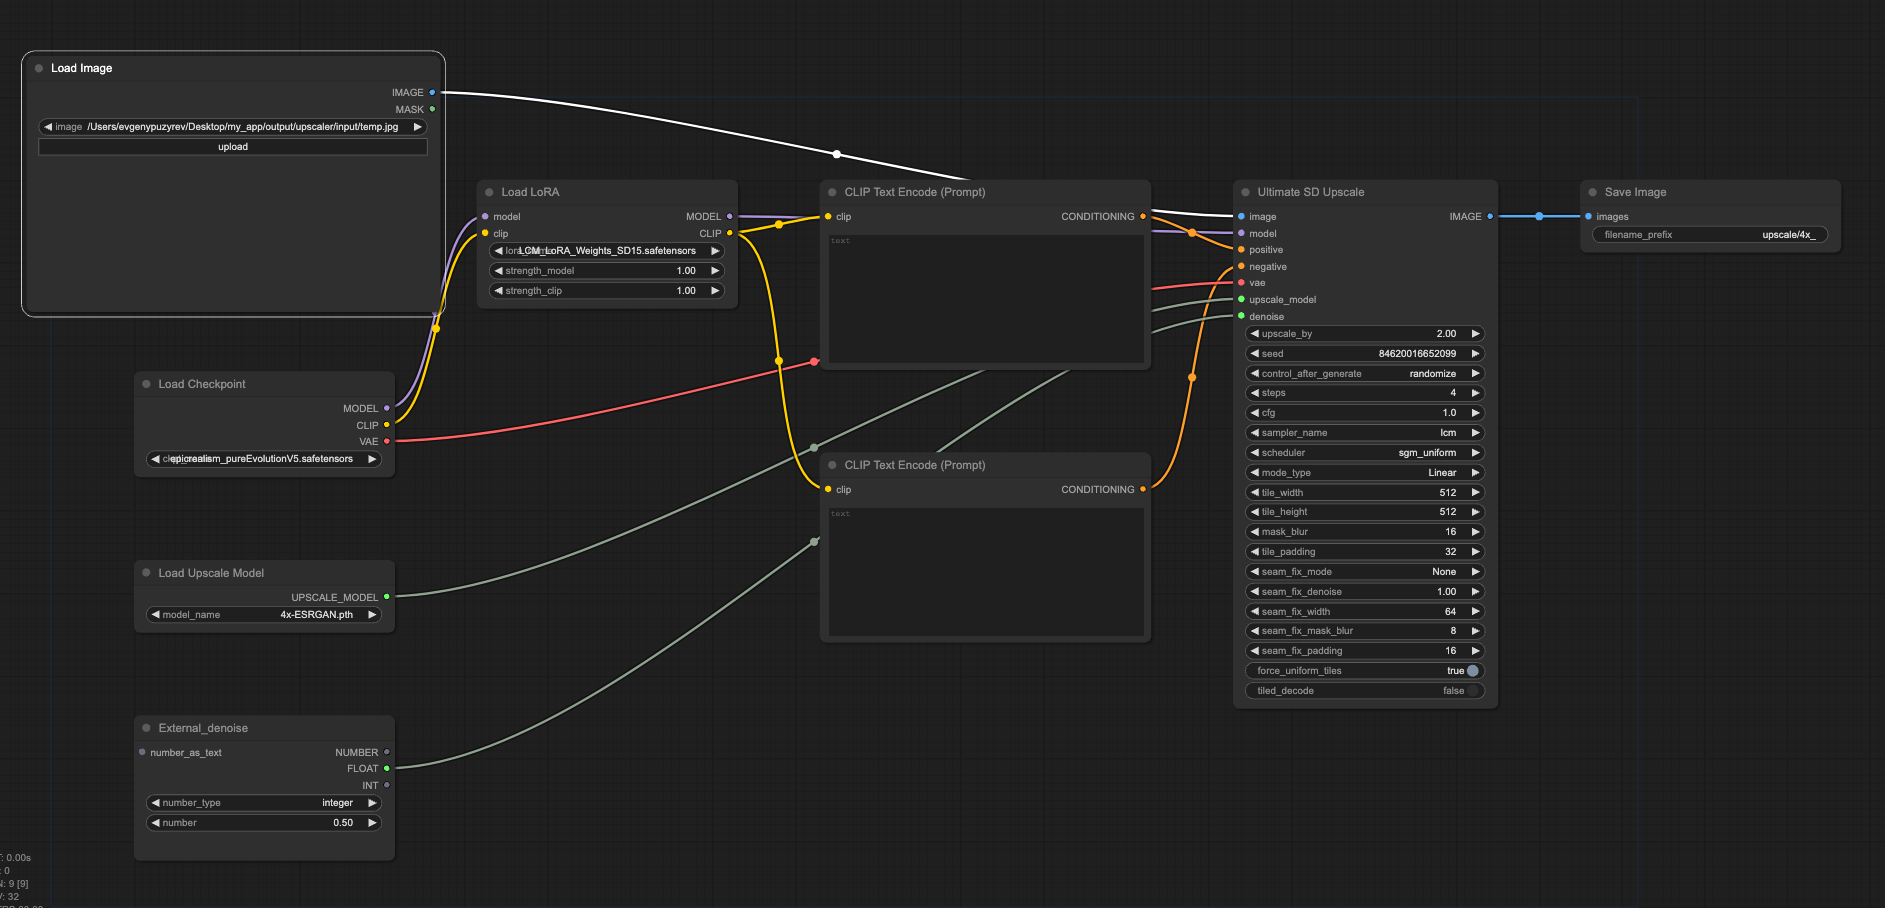 Load Image
IMAGE
MASK
image /Users/evgenypuzyrev/Desktop/my_app/output/upscaler/input/temp.jpg
upload
Load LoRA
model MODEL
clip CLIP
LCM_LoRA_Weights_SD15.safetensors
strength_model 1.00
strength_clip 1.00
Load Checkpoint
MODEL
CLIP
VAE
epicrealism_pureEvolutionV5.safetensors
Load Upscale Model
UPSCALE_MODEL
model_name 4x-ESRGAN.pth
External_denoise
number_as_text NUMBER
FLOAT
INT
number_type integer
number 0.50
CLIP Text Encode (Prompt)
clip CONDITIONING
text
CLIP Text Encode (Prompt)
clip CONDITIONING
text
Ultimate SD Upscale
image IMAGE
model
positive
negative
vae
upscale_model
denoise
upscale_by 2.00
seed 84620016652099
control_after_generate randomize
steps 4
cfg 1.0
sampler_name lcm
scheduler sgm_uniform
mode_type Linear
tile_width 512
tile_height 512
mask_blur 16
tile_padding 32
seam_fix_mode None
seam_fix_denoise 1.00
seam_fix_width 64
seam_fix_mask_blur 8
seam_fix_padding 16
force_uniform_tiles true
tiled_decode false
Save Image
images
filename_prefix upscale/4x_
: 0.00s
: 0
: 9 [9]
: 32